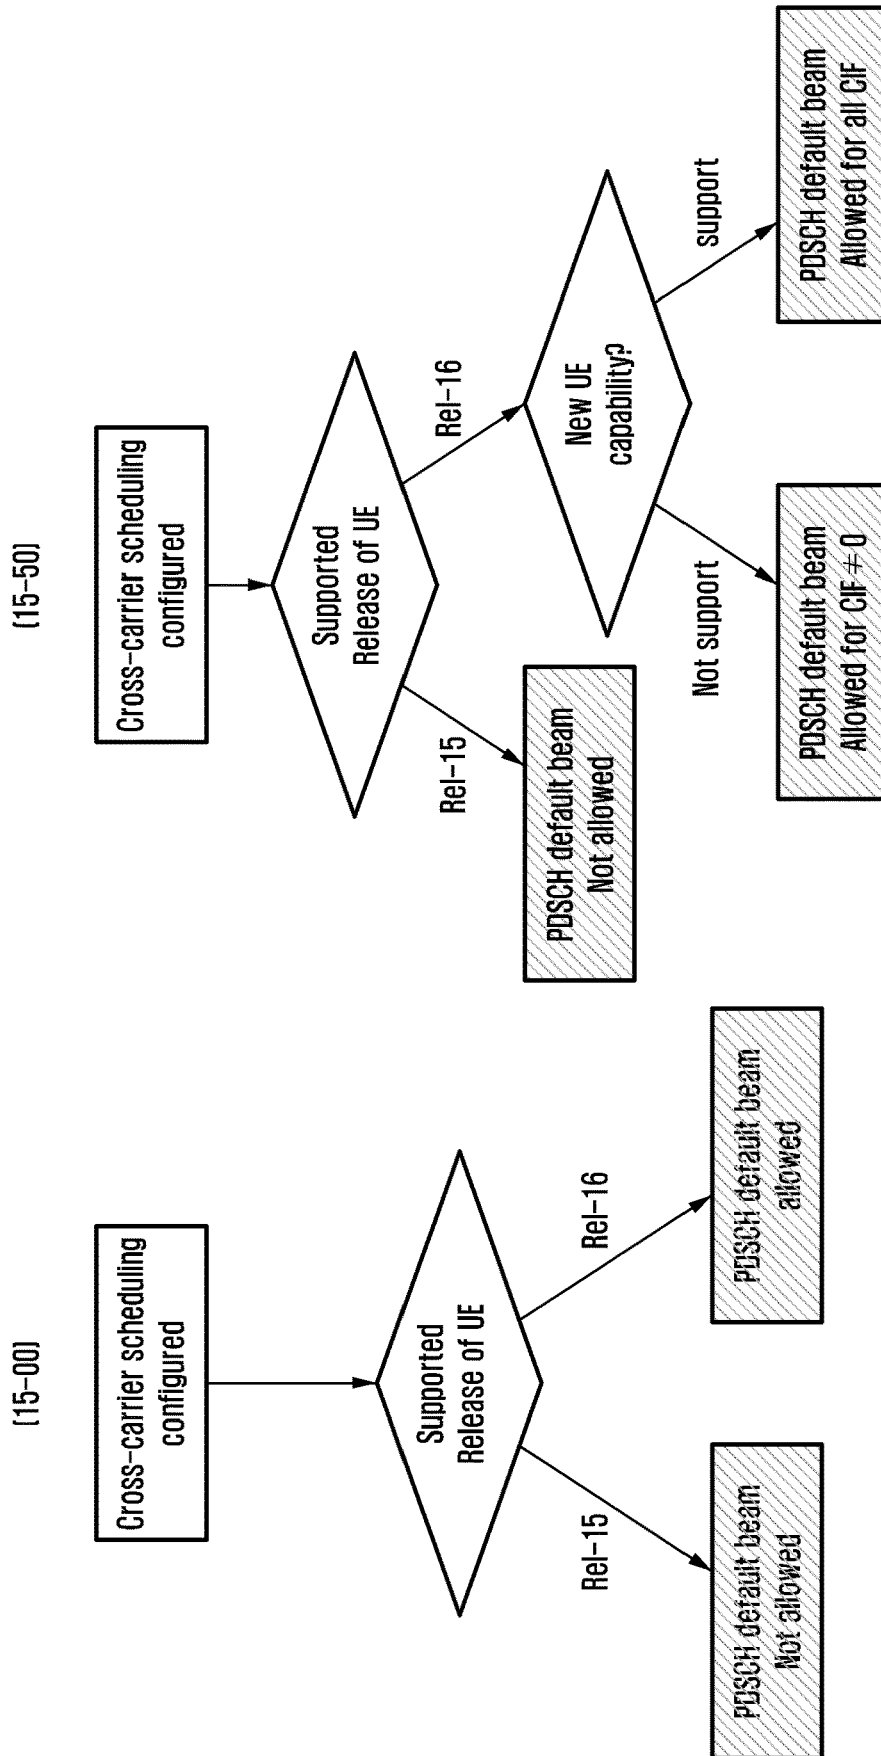 [15-00]
Cross-carrier scheduling
configured
Supported
Release of UE
Rel-15
Rel-16
PDSCH default beam
Not allowed
PDSCH default beam
allowed
[15-50]
Cross-carrier scheduling
configured
Supported
Release of UE
Rel-15
Rel-16
PDSCH default beam
Not allowed
New UE
capability?
Not support
support
PDSCH default beam
Allowed for CIF≠0
PDSCH default beam
Allowed for all CIF